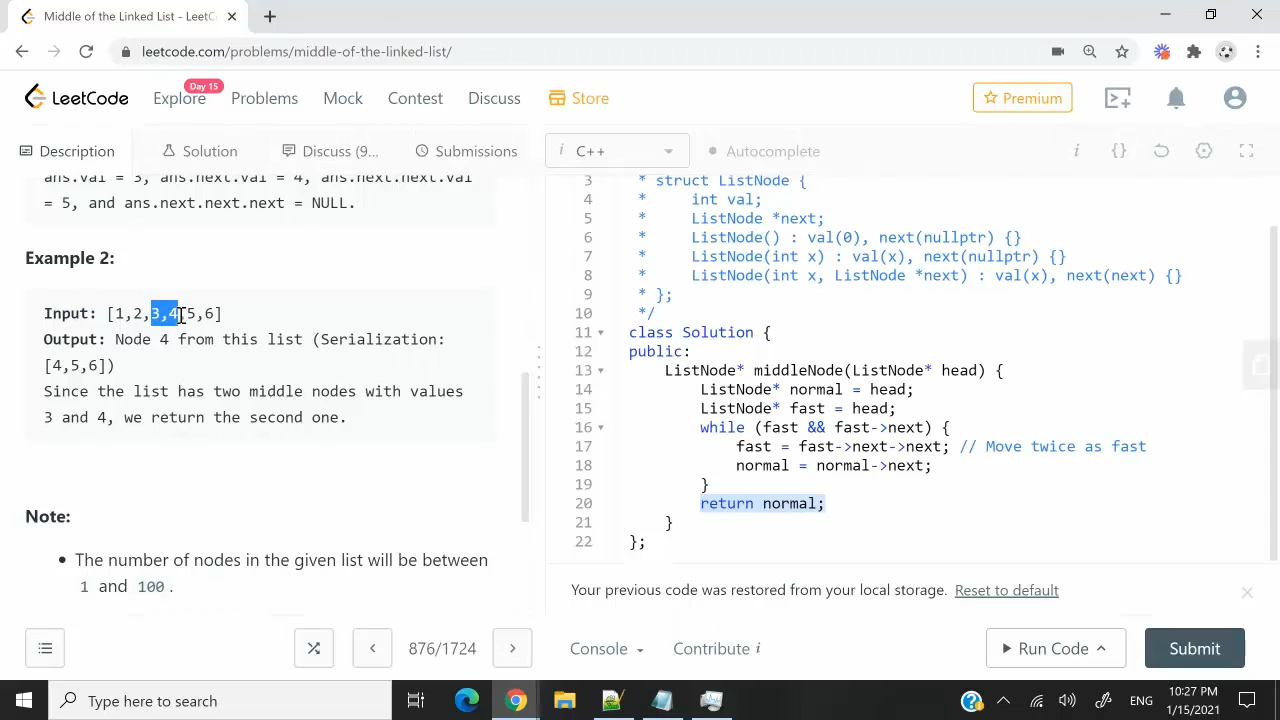 Middle of the Linked List - LeetC
leetcode.com/problems/middle-of-the-linked-list/
LeetCode
Explore
Day 15
Problems
Mock
Contest
Discuss
Store
Premium
Description
Solution
Discuss (9...
Submissions
i C++
Autocomplete
i
{}
ans.val = 3, ans.next.val = 4, ans.next.next.val
= 5, and ans.next.next.next = NULL.
Example 2:
Input: [1,2,3,4,5,6]
Output: Node 4 from this list (Serialization:
[4,5,6])
Since the list has two middle nodes with values
3 and 4, we return the second one.
Note:
• The number of nodes in the given list will be between
1 and 100 .
3 * struct ListNode {
4 * int val;
5 * ListNode *next;
6 * ListNode() : val(0), next(nullptr) {}
7 * ListNode(int x) : val(x), next(nullptr) {}
8 * ListNode(int x, ListNode *next) : val(x), next(next) {}
9 * };
10 */
11 class Solution {
12 public:
13 ListNode* middleNode(ListNode* head) {
14 ListNode* normal = head;
15 ListNode* fast = head;
16 while (fast && fast->next) {
17 fast = fast->next->next; // Move twice as fast
18 normal = normal->next;
19 }
20 return normal;
21 }
22 };
Your previous code was restored from your local storage. Reset to default
876/1724
Console
Contribute i
Run Code
Submit
Type here to search
ENG
10:27 PM
1/15/2021